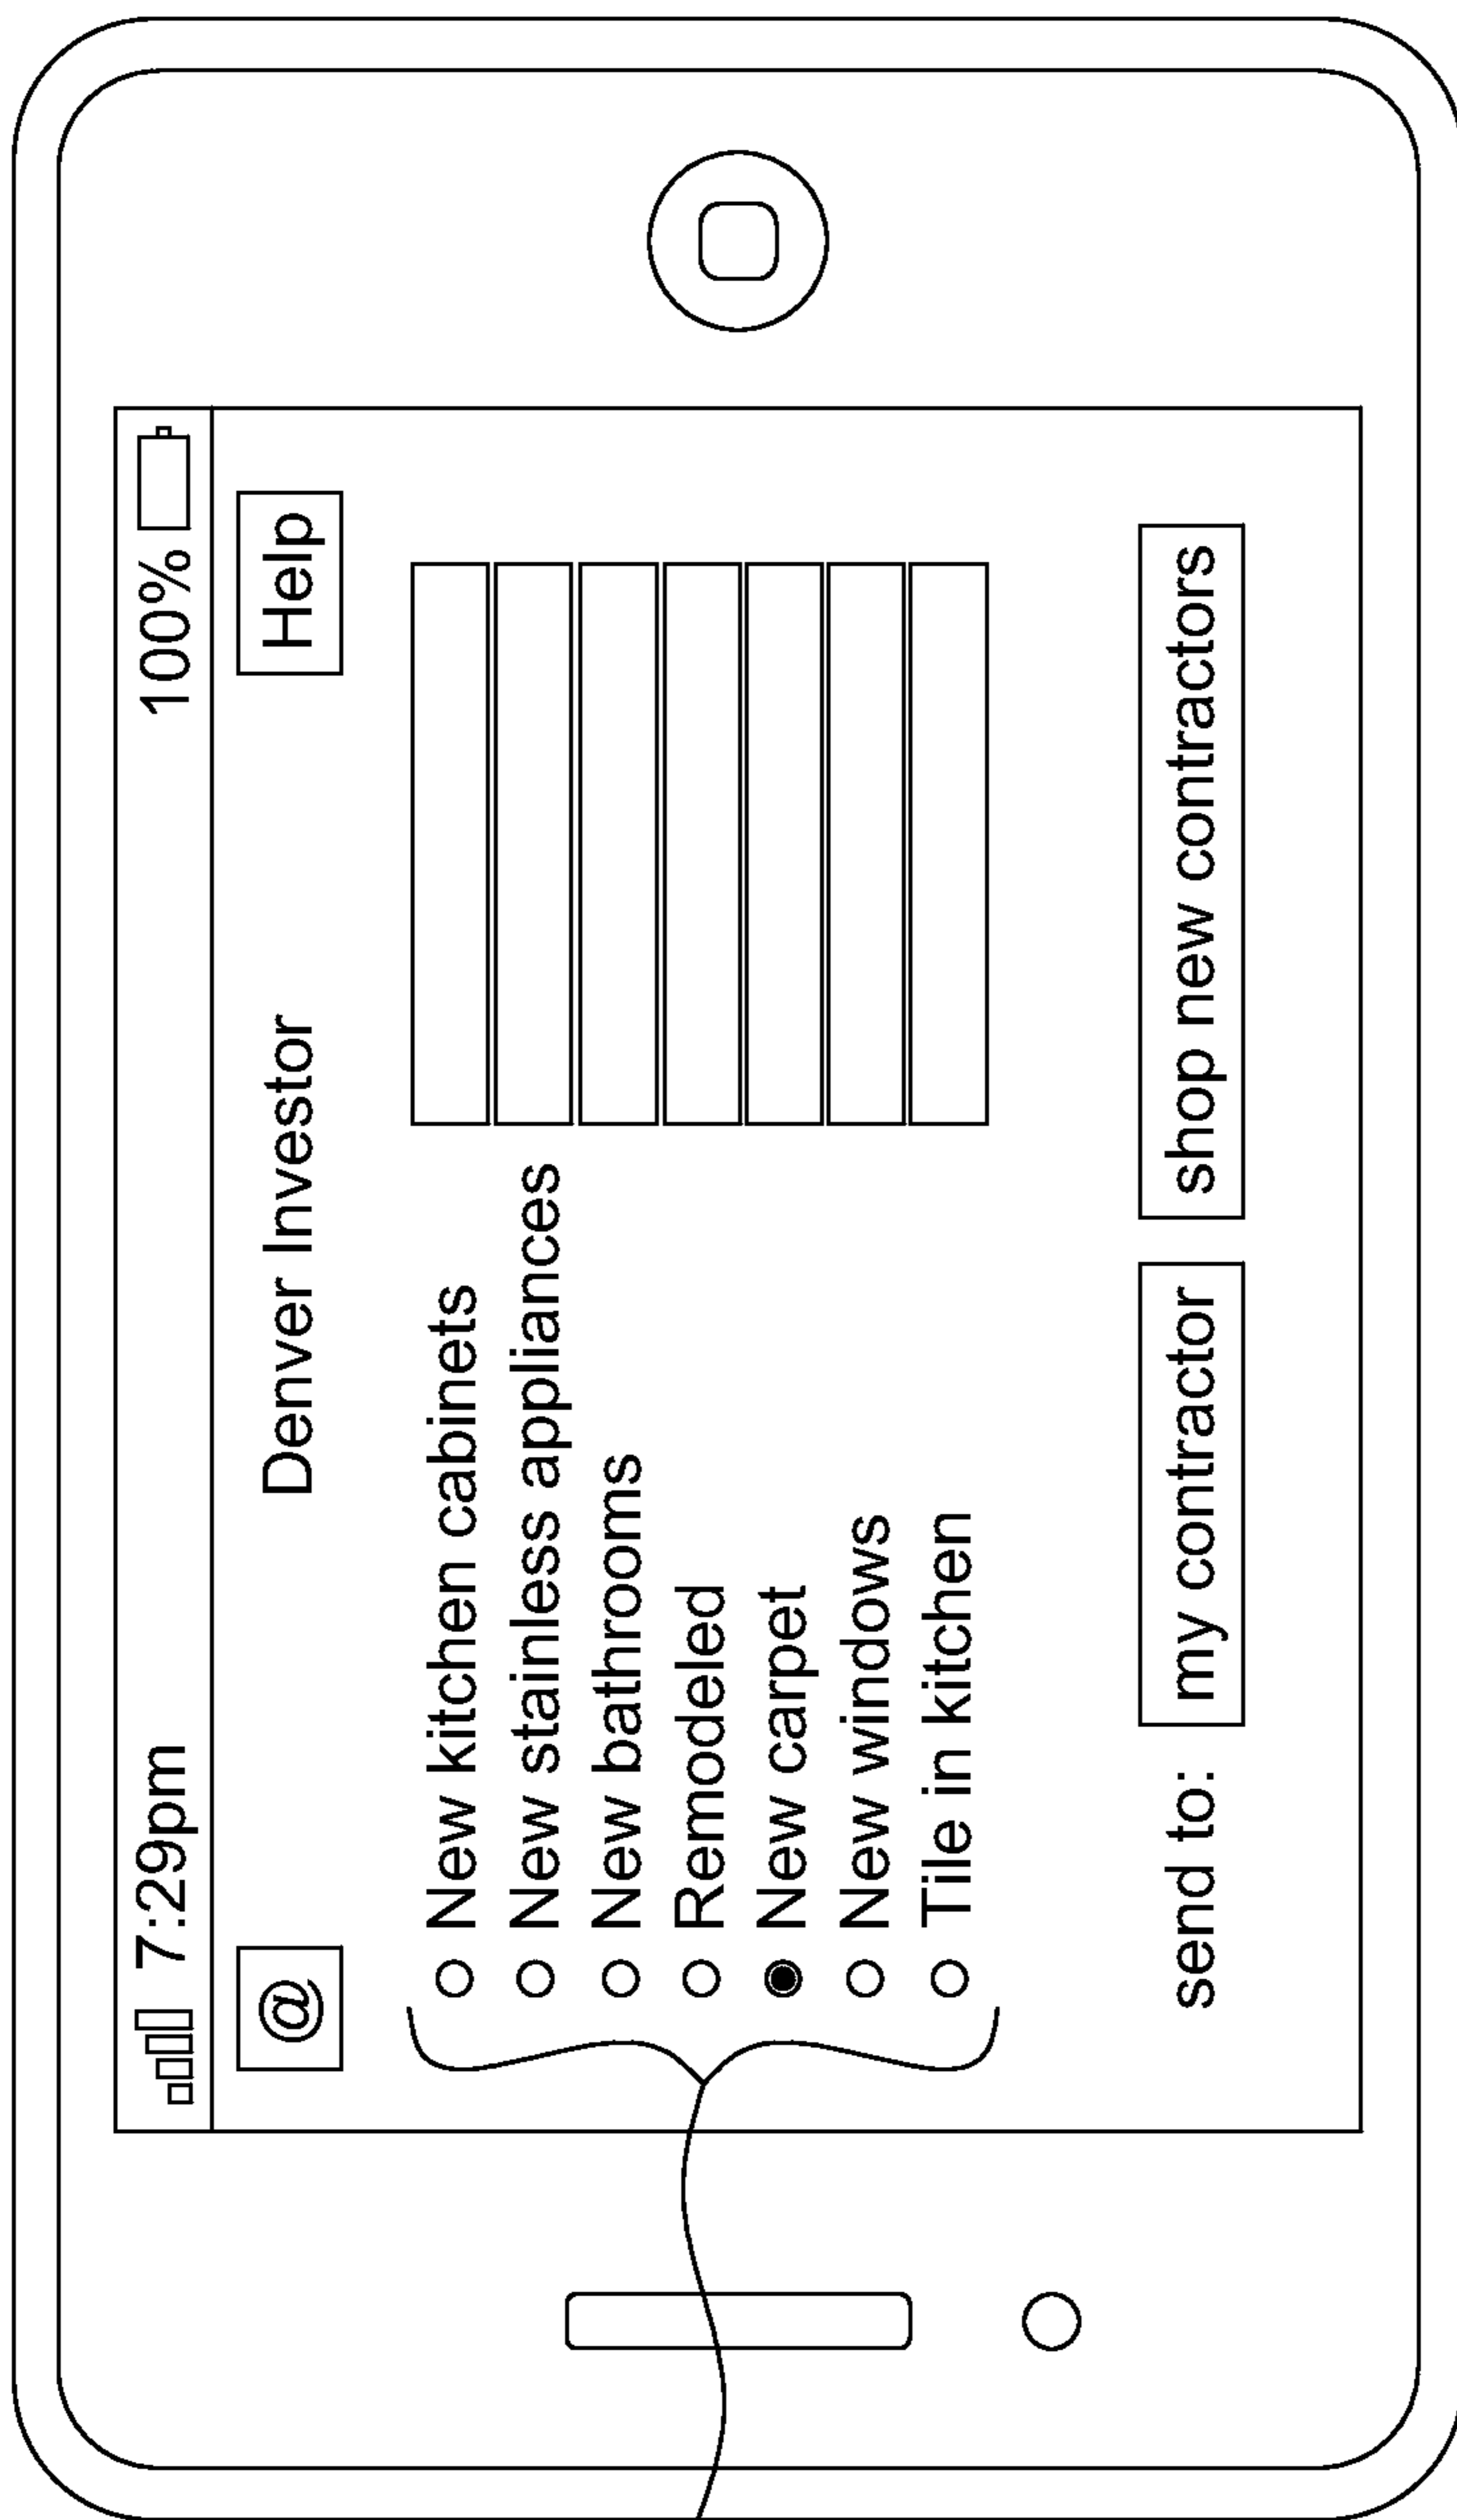 7:29pm 100%
@ Denver Investor Help
New kitchen cabinets
New stainless appliances
New bathrooms
Remodeled
New carpet
New windows
Tile in kitchen
send to: my contractor shop new contractors